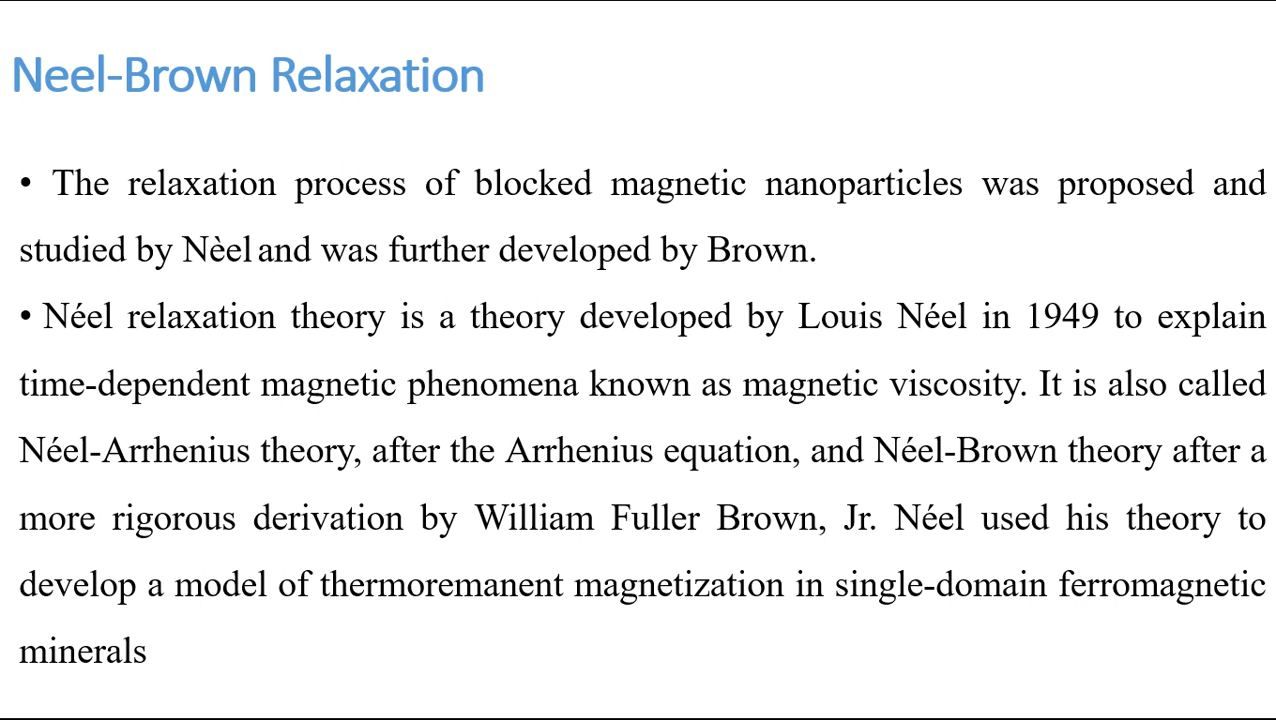 Neel-Brown Relaxation
• The relaxation process of blocked magnetic nanoparticles was proposed and
studied by Nèel and was further developed by Brown.
• Néel relaxation theory is a theory developed by Louis Néel in 1949 to explain
time-dependent magnetic phenomena known as magnetic viscosity. It is also called
Néel-Arrhenius theory, after the Arrhenius equation, and Néel-Brown theory after a
more rigorous derivation by William Fuller Brown, Jr. Néel used his theory to
develop a model of thermoremanent magnetization in single-domain ferromagnetic
minerals